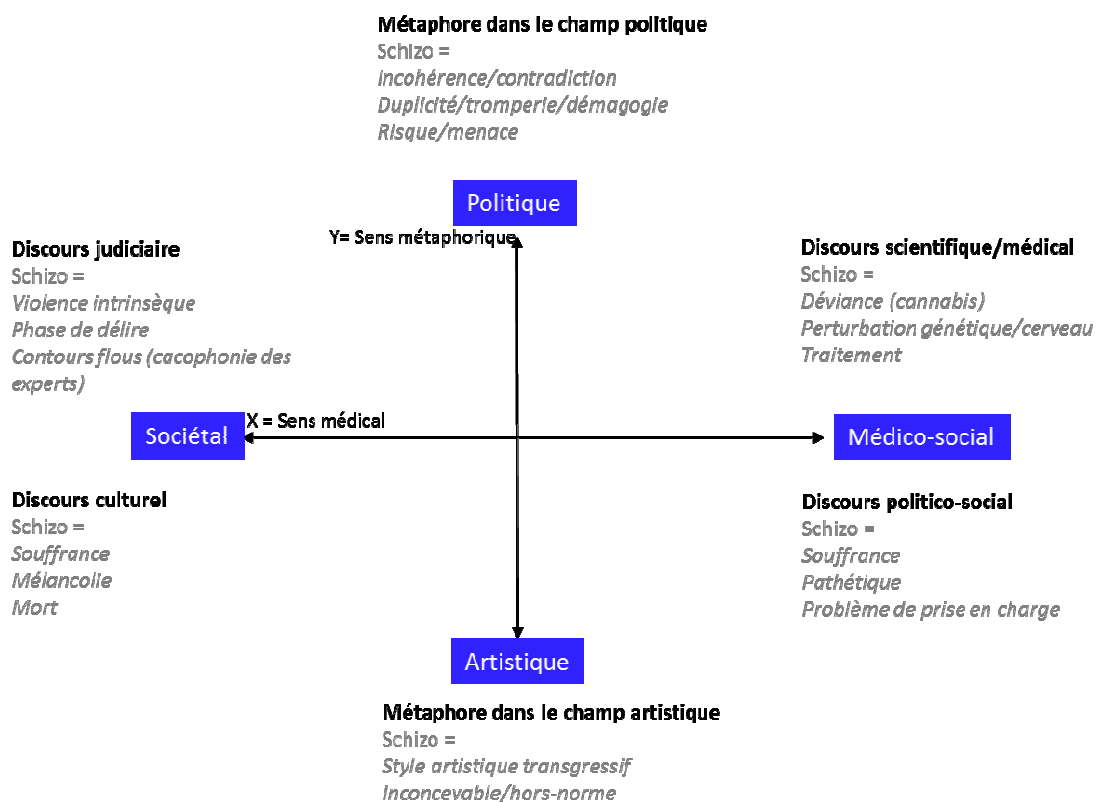 Métaphore dans le champ politique
Schizo =
Incohérence/contradiction
Duplicité/tromperie/démagogie
Risque/menace
Politique
Y= Sens métaphorique
Discours judiciaire
Schizo =
Violence intrinsèque
Phase de délire
Contours flous (cacophonie des
experts)
Discours scientifique/médical
Schizo =
Déviance (cannabis)
Perturbation génétique/cerveau
Traitement
X = Sens médical
Sociétal
Médico-social
Discours culturel
Schizo =
Souffrance
Mélancolie
Mort
Discours politico-social
Schizo =
Souffrance
Pathétique
Problème de prise en charge
Artistique
Métaphore dans le champ artistique
Schizo =
Style artistique transgressif
Inconcevable/hors-norme